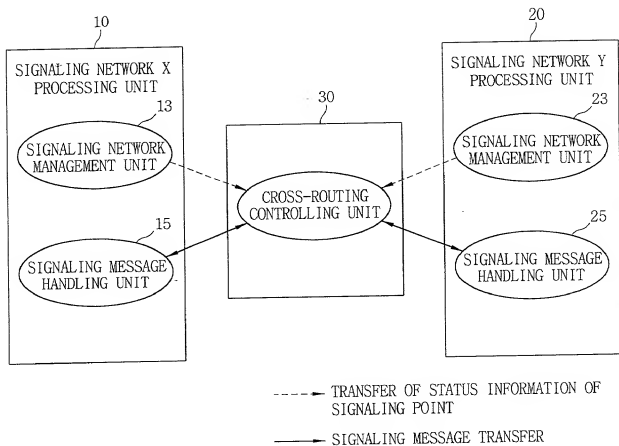 10
SIGNALING NETWORK X
PROCESSING UNIT
13
SIGNALING NETWORK
MANAGEMENT UNIT
15
SIGNALING MESSAGE
HANDLING UNIT
30
CROSS-ROUTING
CONTROLLING UNIT
20
SIGNALING NETWORK Y
PROCESSING UNIT
23
SIGNALING NETWORK
MANAGEMENT UNIT
25
SIGNALING MESSAGE
HANDLING UNIT
TRANSFER OF STATUS INFORMATION OF
SIGNALING POINT
SIGNALING MESSAGE TRANSFER